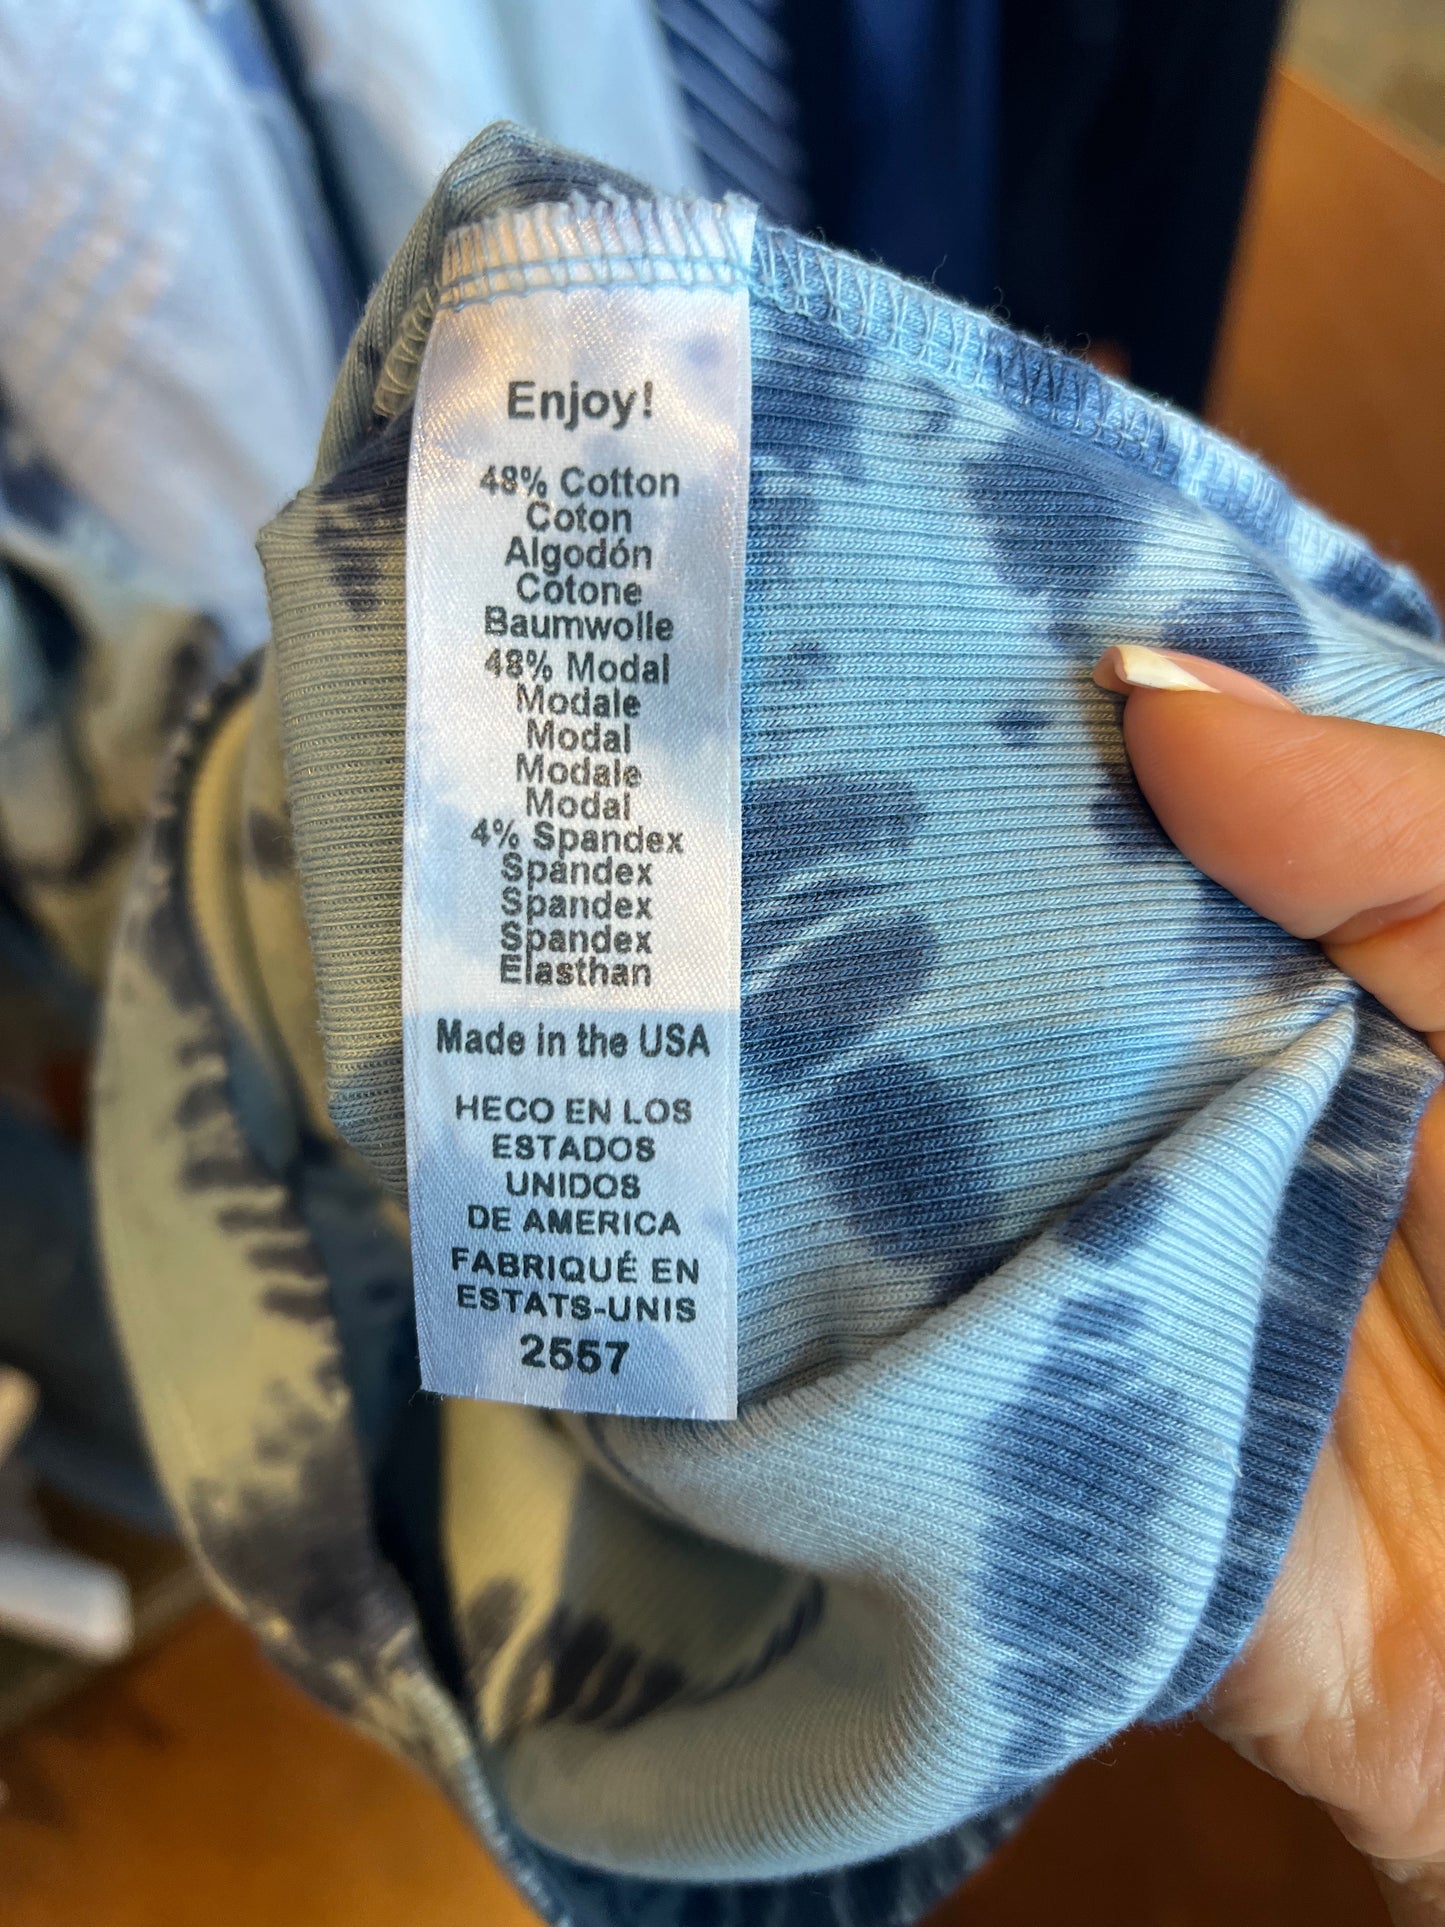 Enjoy!
48% Cotton
Coton
Algodón
Cotone
Baumwolle
48% Modal
Modale
Modal
Modale
Modal
4% Spandex
Spandex
Spandex
Spandex
Elasthan
Made in the USA
HECO EN LOS
ESTADOS
UNIDOS
DE AMERICA
FABRIQUÉ EN
ESTATS-UNIS
2557